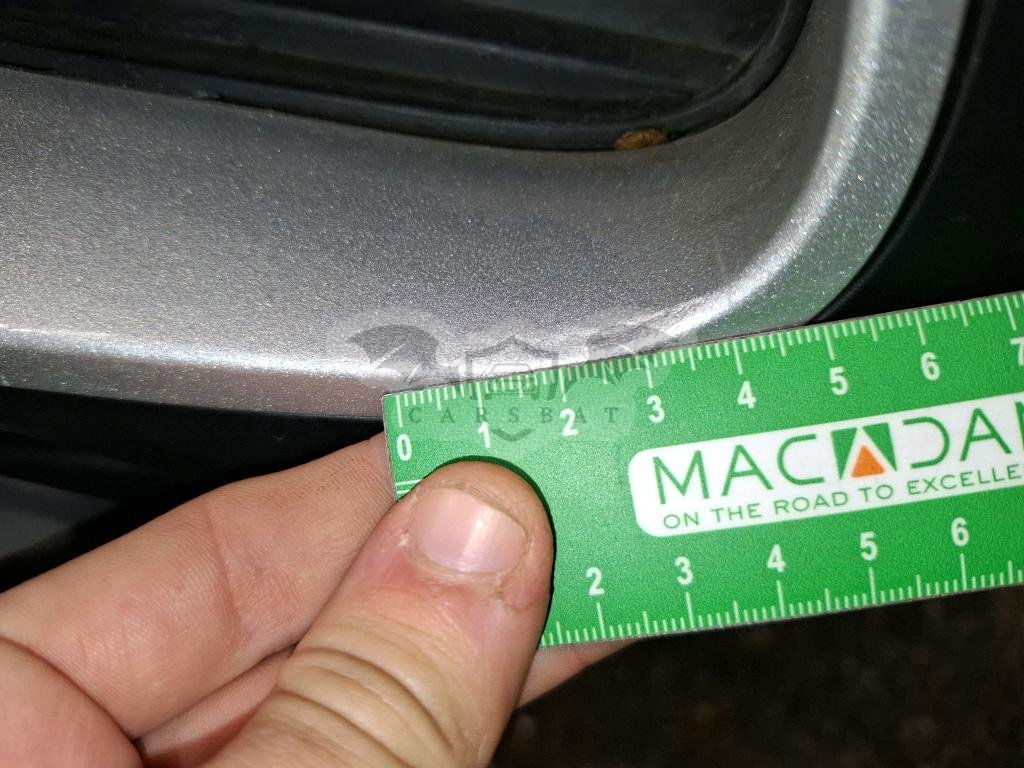 0 1 2 3 4 5 6 7
CARSBAT
MACADAM
ON THE ROAD TO EXCELLE
2 3 4 5 6